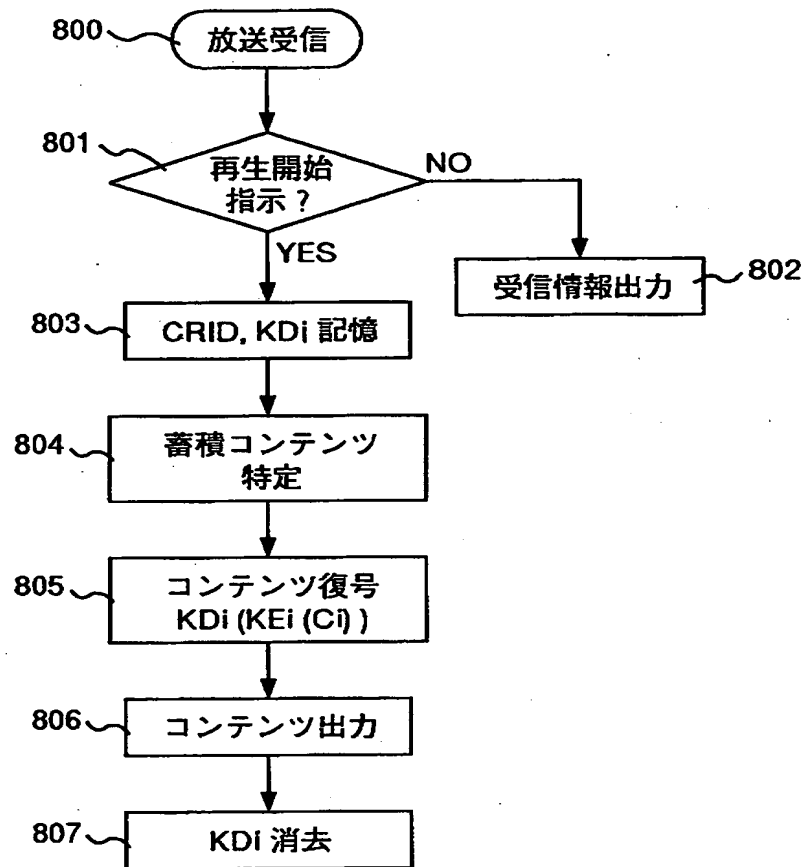 800
放送受信
801
再生開始
指示?
NO
YES
受信情報出力
802
803
CRID, KDi 記憶
804
蓄積コンテンツ
特定
805
コンテンツ復号
KDi (KEi (Ci) )
806
コンテンツ出力
807
KDi 消去